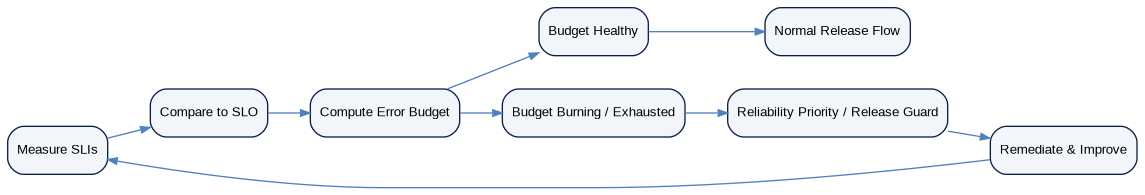 Budget Healthy
Normal Release Flow
Compare to SLO
Compute Error Budget
Budget Burning / Exhausted
Reliability Priority / Release Guard
Measure SLIs
Remediate & Improve